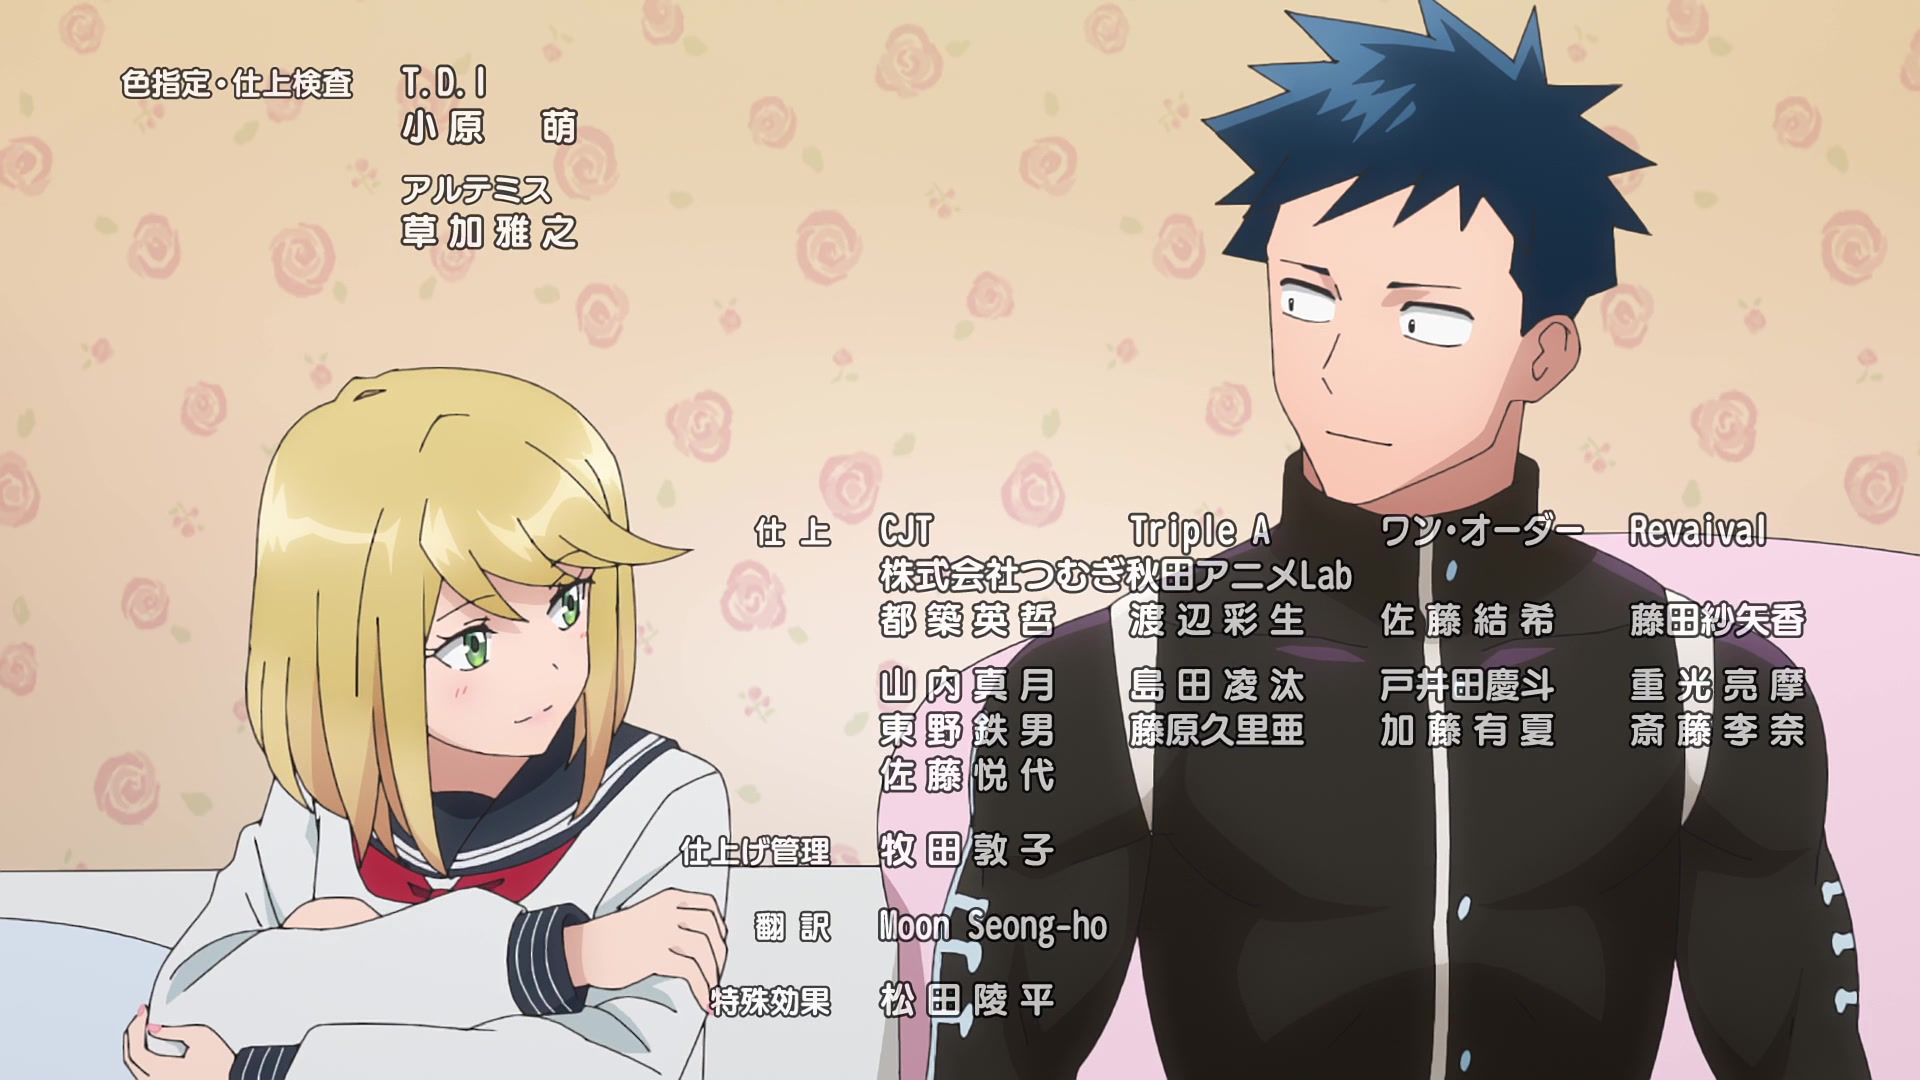 色指定・仕上検査 T.D.I
小原 萌
アルテミス
草加雅之
仕上 CJT Triple A ワン・オーダー Revaival
株式会社つむぎ秋田アニメLab
都築英哲 渡辺彩生 佐藤結希 藤田紗矢香
山内真月 島田凌汰 戸井田慶斗 重光亮摩
東野鉄男 藤原久里亜 加藤有夏 斎藤李奈
佐藤悦代
仕上げ管理 牧田敦子
翻訳 Moon Seong-ho
特殊効果 松田陵平